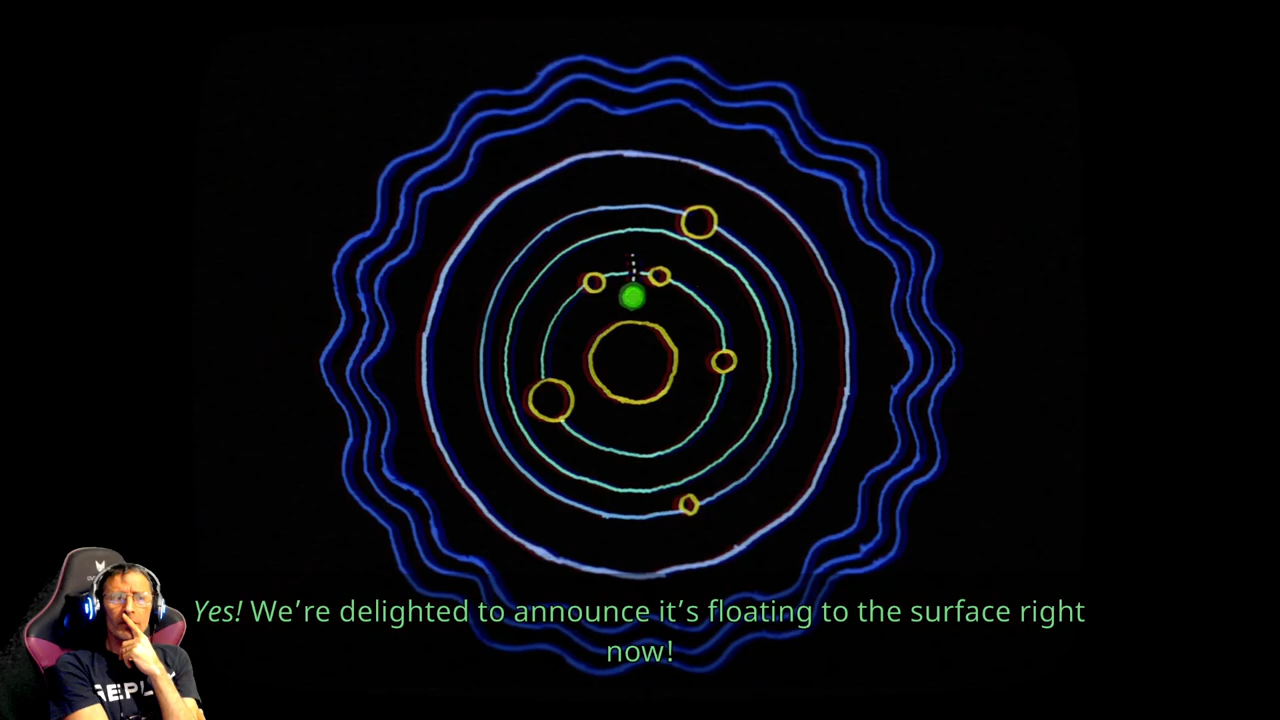 Yes! We’re delighted to announce it’s floating to the surface right
now!